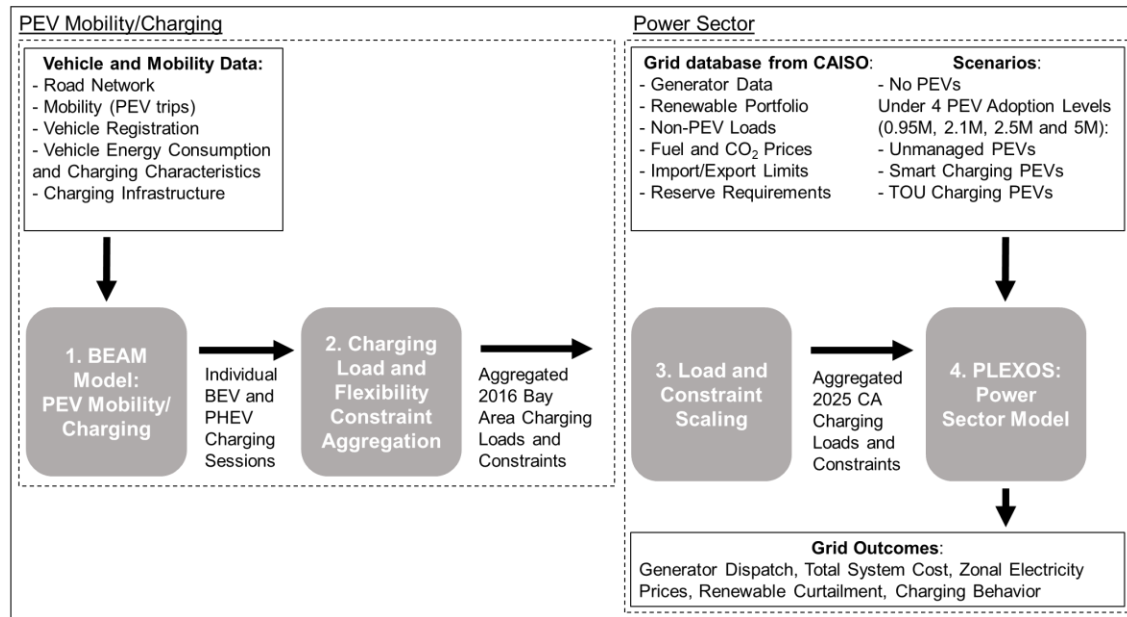 PEV Mobility/Charging
Vehicle and Mobility Data:
- Road Network
- Mobility (PEV trips)
- Vehicle Registration
- Vehicle Energy Consumption
and Charging Characteristics
- Charging Infrastructure
1. BEAM
Model:
PEV Mobility/
Charging
Individual
BEV and
PHEV
Charging
Sessions
2. Charging
Load and
Flexibility
Constraint
Aggregation
Aggregated
2016 Bay
Area Charging
Loads and
Constraints
Power Sector
Grid database from CAISO:
- Generator Data
- Renewable Portfolio
- Non-PEV Loads
- Fuel and CO₂ Prices
- Import/Export Limits
- Reserve Requirements
Scenarios:
- No PEVs
Under 4 PEV Adoption Levels
(0.95M, 2.1M, 2.5M and 5M):
- Unmanaged PEVs
- Smart Charging PEVs
- TOU Charging PEVs
3. Load and
Constraint
Scaling
Aggregated
2025 CA
Charging
Loads and
Constraints
4. PLEXOS:
Power
Sector Model
Grid Outcomes:
Generator Dispatch, Total System Cost, Zonal Electricity
Prices, Renewable Curtailment, Charging Behavior